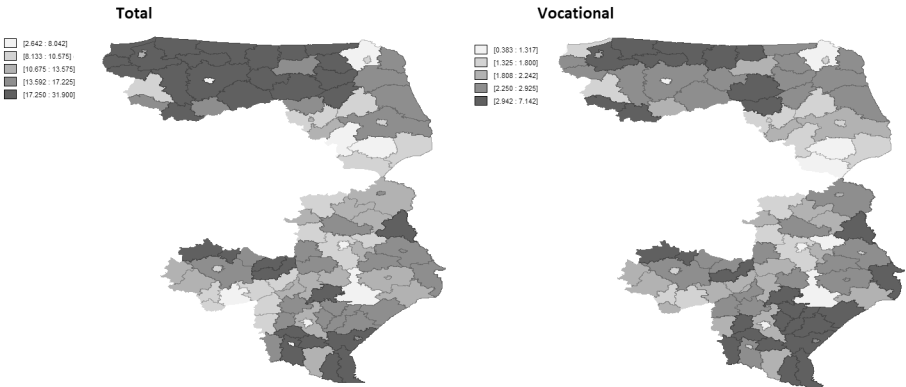 Total
[2.642 : 8.042]
[8.133 : 10.575]
[10.675 : 13.575]
[13.592 : 17.225]
[17.250 : 31.900]
Vocational
[0.383 : 1.317]
[1.325 : 1.800]
[1.808 : 2.242]
[2.250 : 2.925]
[2.942 : 7.142]